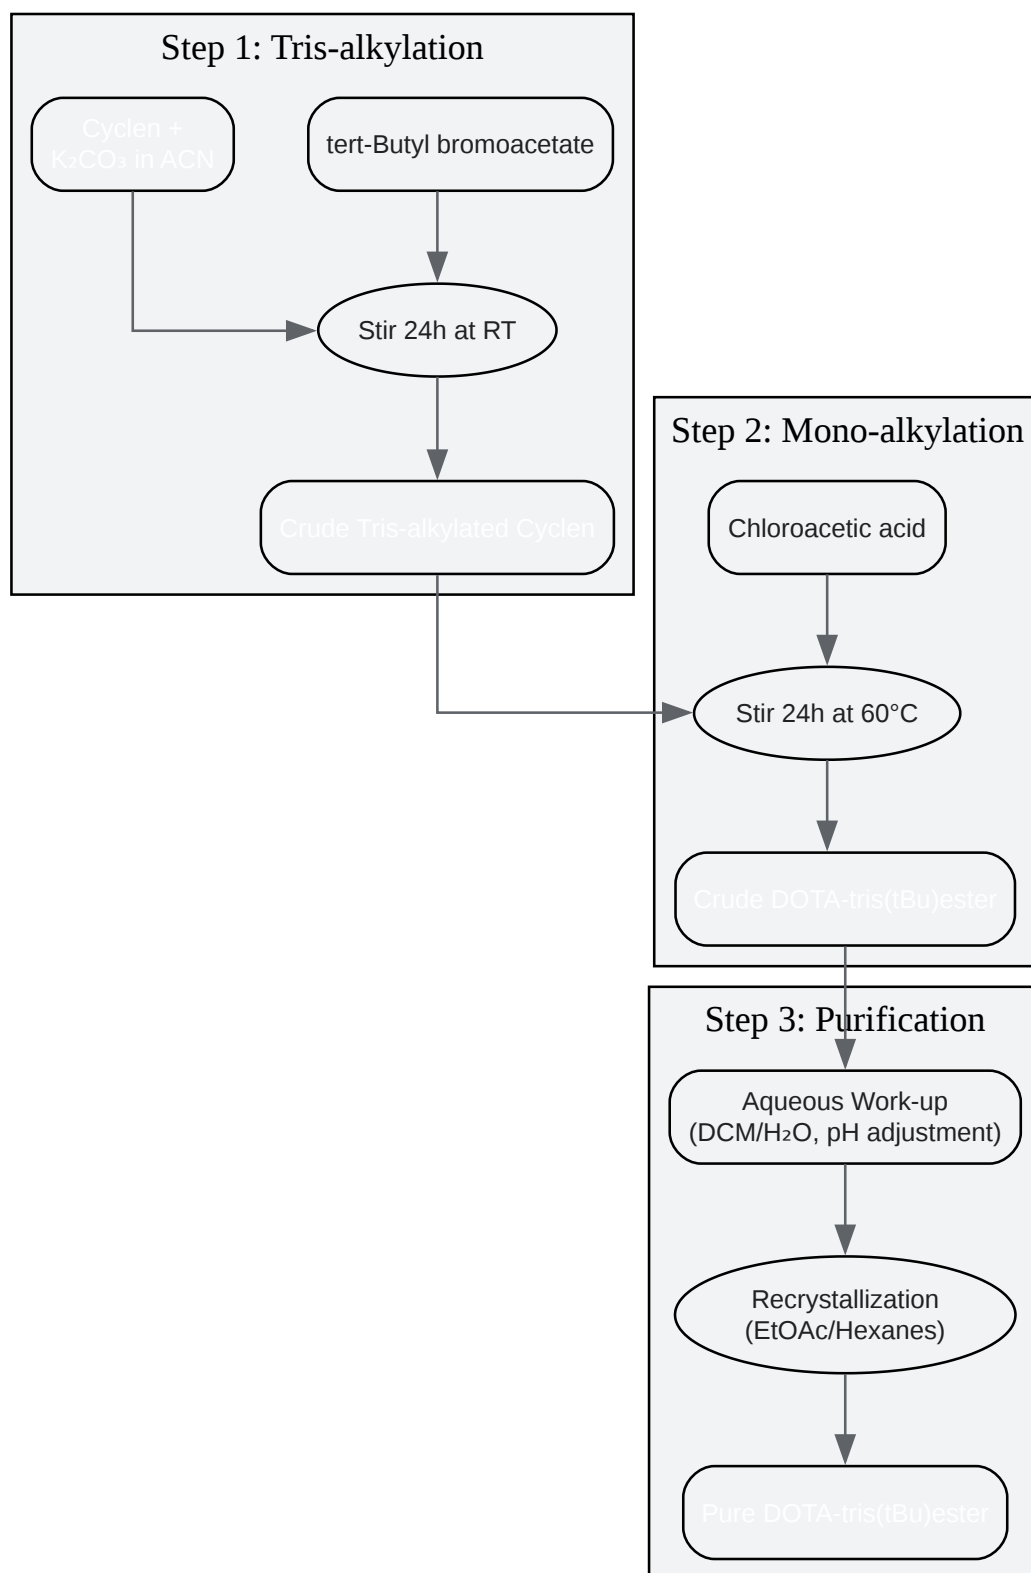 Step 1: Tris-alkylation
Cyclen +
K₂CO₃ in ACN
tert-Butyl bromoacetate
Stir 24h at RT
Crude Tris-alkylated Cyclen
Step 2: Mono-alkylation
Chloroacetic acid
Stir 24h at 60°C
Crude DOTA-tris(tBu)ester
Step 3: Purification
Aqueous Work-up
(DCM/H₂O, pH adjustment)
Recrystallization
(EtOAc/Hexanes)
Pure DOTA-tris(tBu)ester